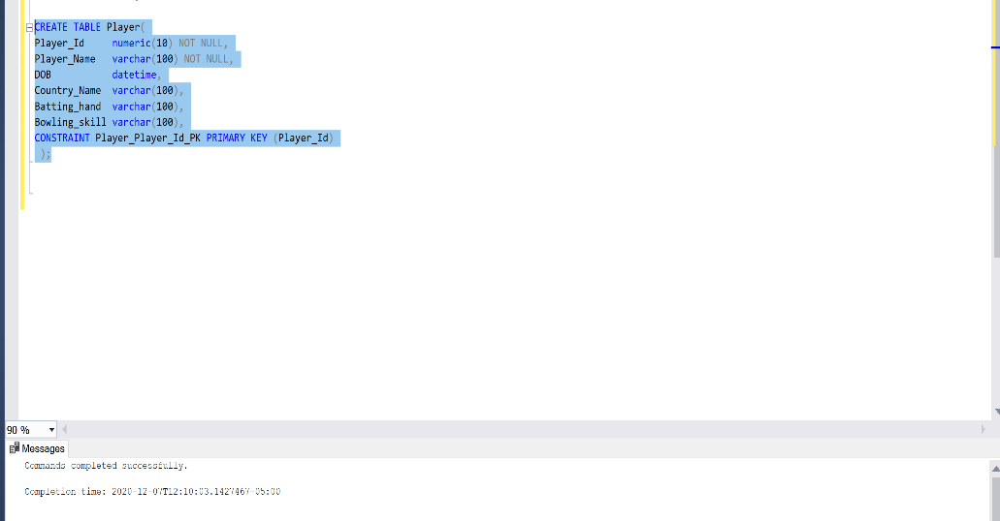 CREATE TABLE Player(
Player_Id numeric(10) NOT NULL,
Player_Name varchar(100) NOT NULL,
DOB datetime,
Country_Name varchar(100),
Batting_hand varchar(100),
Bowling_skill varchar(100),
CONSTRAINT Player_Player_Id_PK PRIMARY KEY (Player_Id)
);
90 %
Messages
Commands completed successfully.
Completion time: 2020-12-07T12:10:03.1427467-05:00